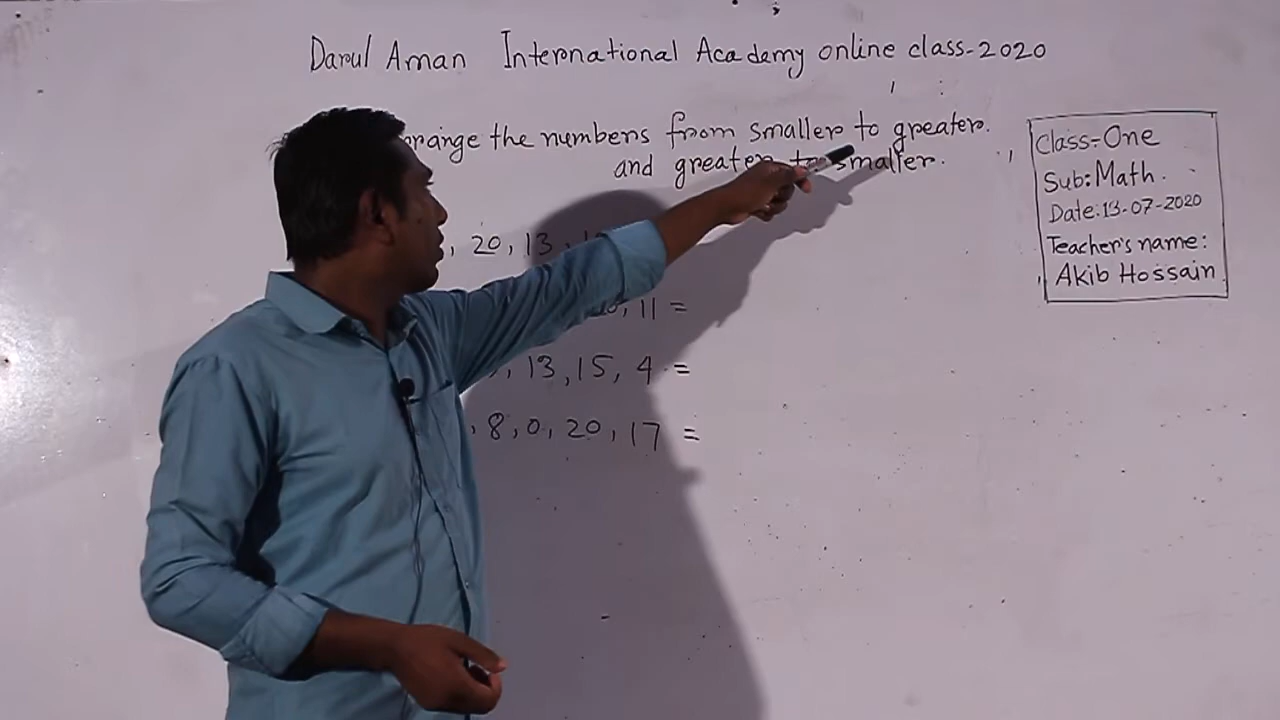 Darul Aman International Academy online class-2020
the numbers from smaller to greater.
and greater to smaller.
, 20, 13,
, 11 =
, 13, 15, 4 =
, 8, 0, 20, 17 =
Class-One
Sub: Math.
Date: 13-07-2020
Teacher's name:
Akib Hossain